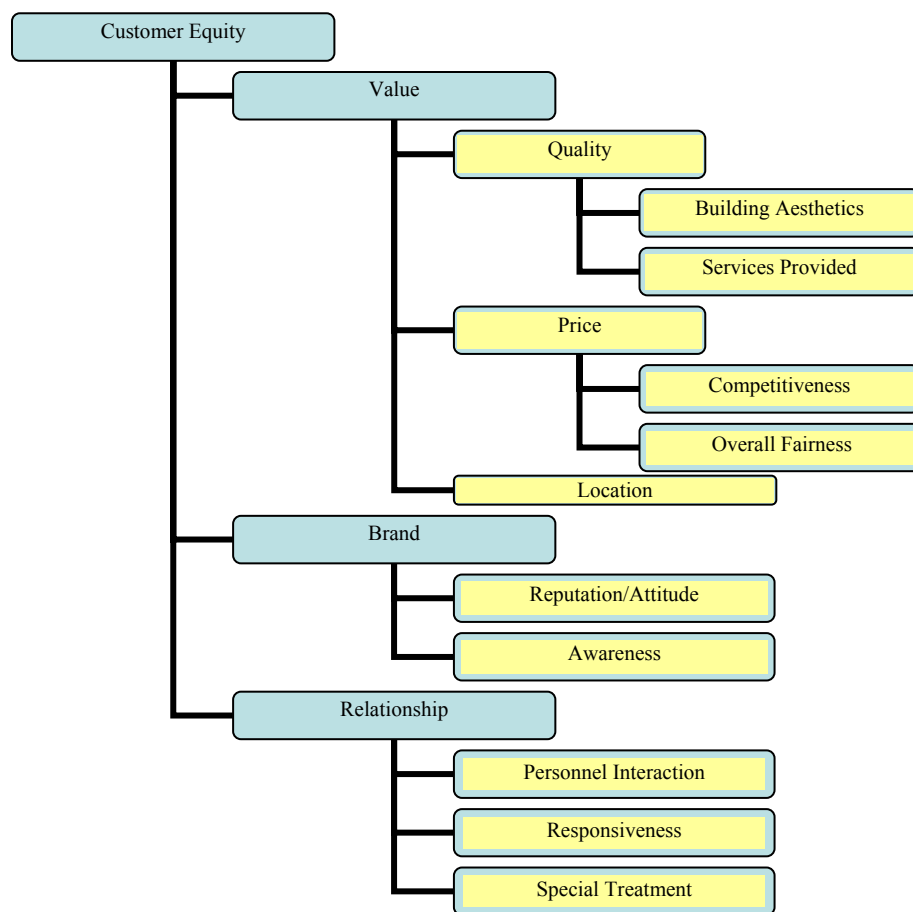 Customer Equity
Value
Quality
Building Aesthetics
Services Provided
Price
Competitiveness
Overall Fairness
Location
Brand
Reputation/Attitude
Awareness
Relationship
Personnel Interaction
Responsiveness
Special Treatment